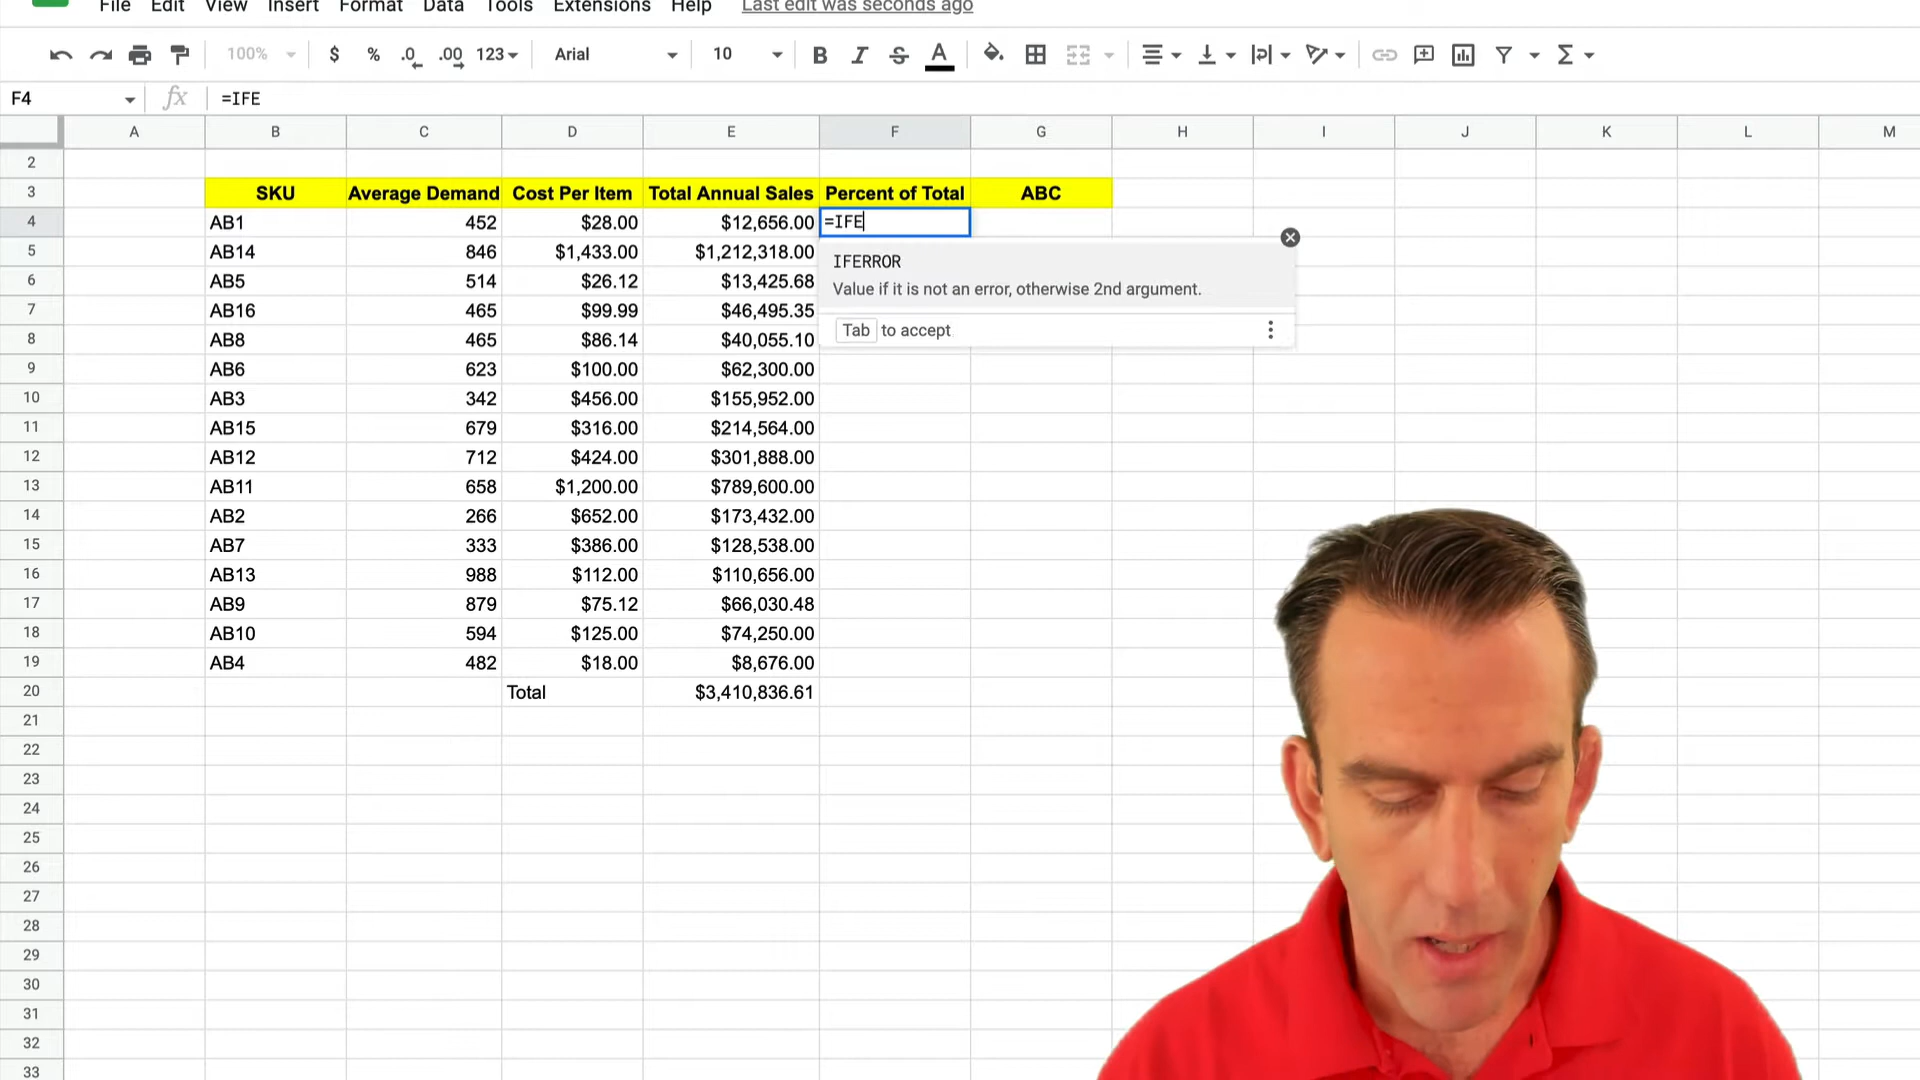 File Edit View Insert Format Data Tools Extensions Help Last edit was seconds ago
100% $ % .0 .00 123 Arial 10 B I S A
F4 fx =IFE
A B C D E F G H I J K L M
2
3 SKU Average Demand Cost Per Item Total Annual Sales Percent of Total ABC
4 AB1 452 $28.00 $12,656.00 =IFE
5 AB14 846 $1,433.00 $1,212,318.00
IFERROR
6 AB5 514 $26.12 $13,425.68
Value if it is not an error, otherwise 2nd argument.
7 AB16 465 $99.99 $46,495.35
Tab to accept
8 AB8 465 $86.14 $40,055.10
9 AB6 623 $100.00 $62,300.00
10 AB3 342 $456.00 $155,952.00
11 AB15 679 $316.00 $214,564.00
12 AB12 712 $424.00 $301,888.00
13 AB11 658 $1,200.00 $789,600.00
14 AB2 266 $652.00 $173,432.00
15 AB7 333 $386.00 $128,538.00
16 AB13 988 $112.00 $110,656.00
17 AB9 879 $75.12 $66,030.48
18 AB10 594 $125.00 $74,250.00
19 AB4 482 $18.00 $8,676.00
20 Total $3,410,836.61
21
22
23
24
25
26
27
28
29
30
31
32
33